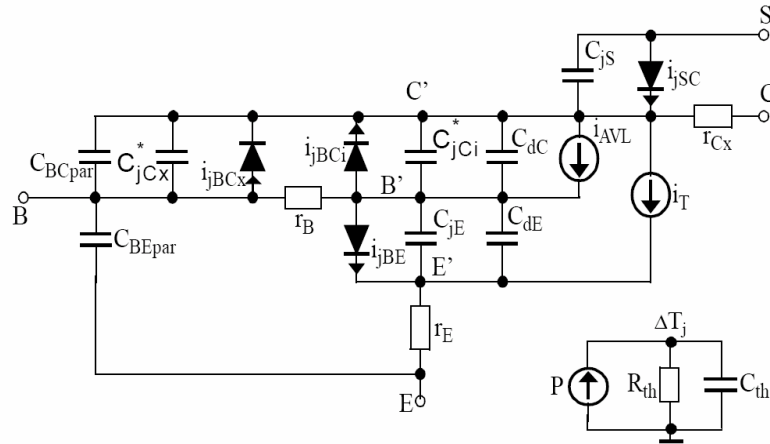 S
C_jS
i_jSC
C'
C
i_jBCi
C*_jCi
C_dC
i_AVL
r_Cx
C_BCpar
C*_jCx
i_jBCx
B'
B
r_B
i_T
C_BEpar
i_jBE
C_jE
C_dE
E'
r_E
ΔT_j
P
R_th
C_th
E